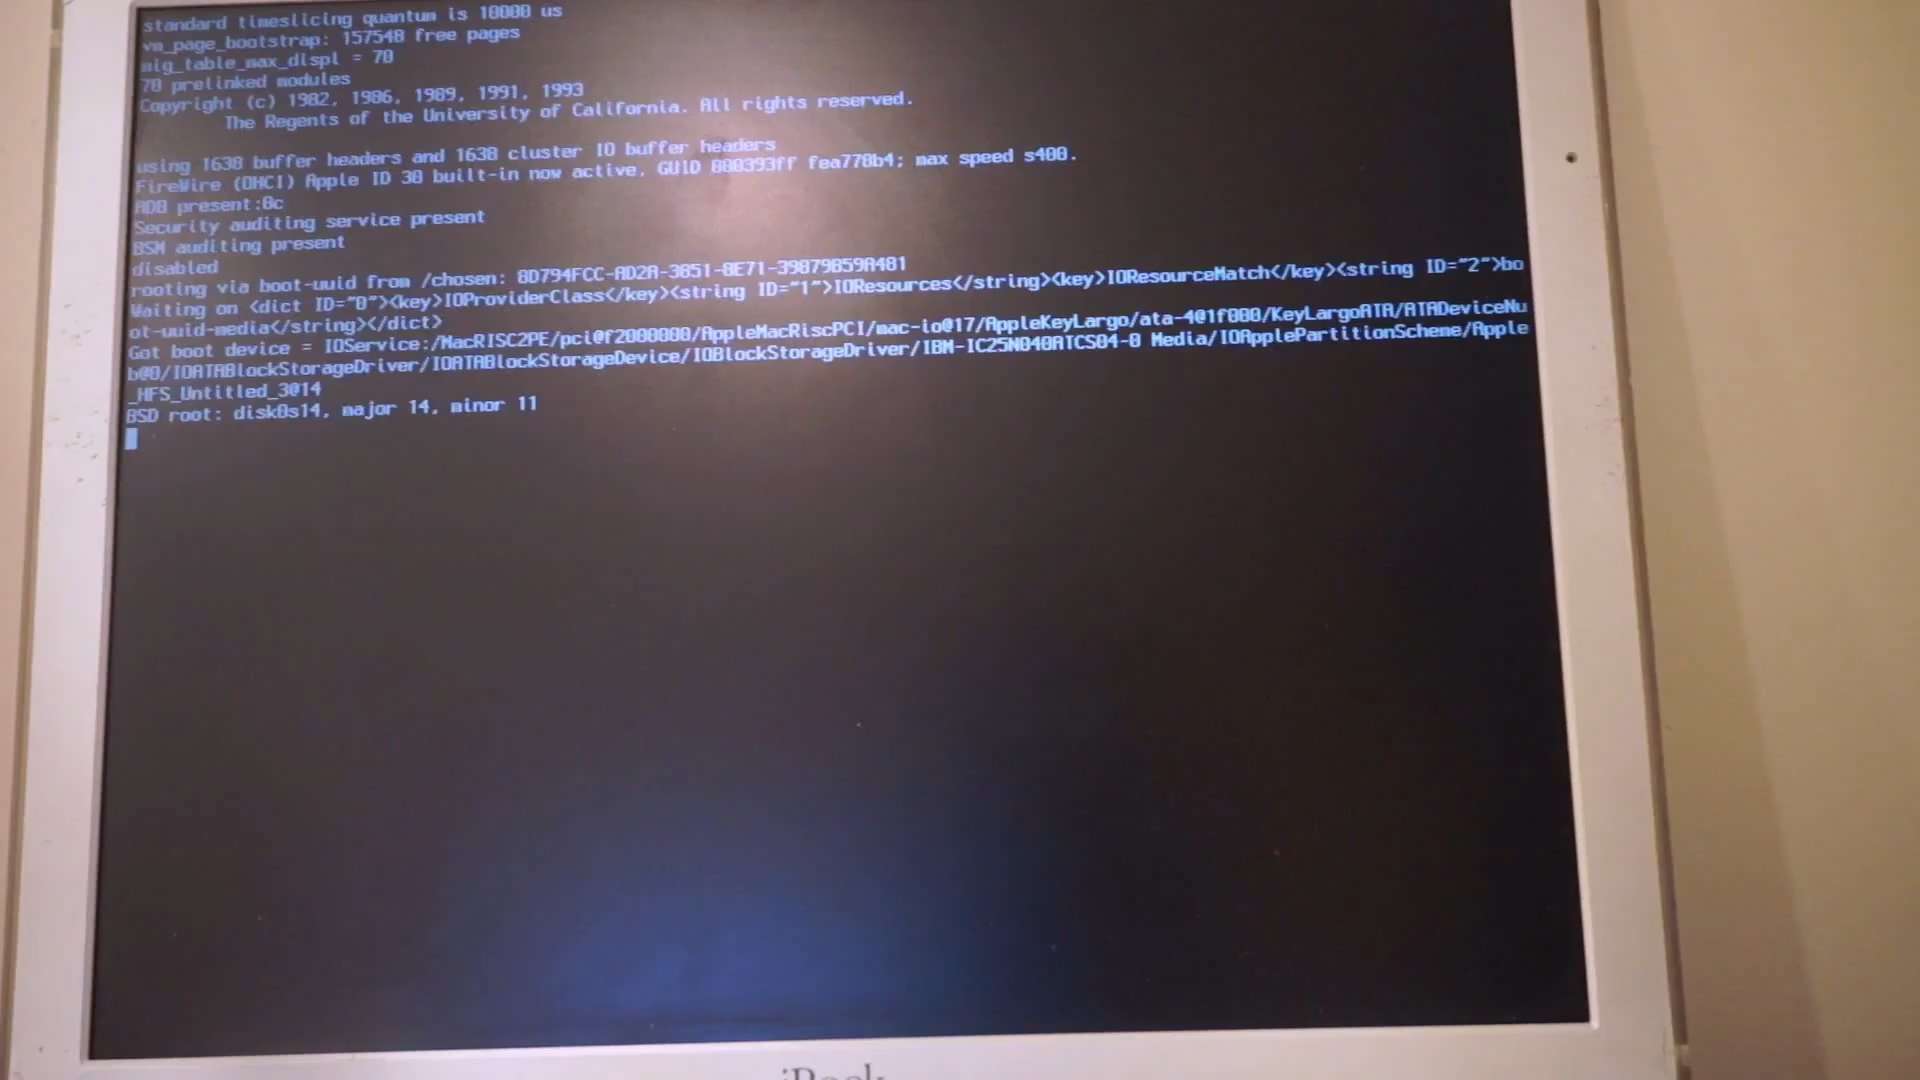 standard timeslicing quantum is 10000 us
vm_page_bootstrap: 157548 free pages
mig_table_max_displ = 70
70 prelinked modules
Copyright (c) 1982, 1986, 1989, 1991, 1993
The Regents of the University of California. All rights reserved.
using 1638 buffer headers and 1638 cluster IO buffer headers
FireWire (OHCI) Apple ID 30 built-in now active, GUID 000393ff fea778b4; max speed s400.
ADB present:8c
Security auditing service present
BSM auditing present
disabled
rooting via boot-uuid from /chosen: 8D794FCC-AD2A-3851-8E71-39879859A481
Waiting on <dict ID="0"><key>IOProviderClass</key><string ID="1">IOResources</string><key>IOResourceMatch</key><string ID="2">bo
ot-uuid-media</string></dict>
Got boot device = IOService:/MacRISC2PE/pci@f2000000/AppleMacRiscPCI/mac-io@17/AppleKeyLargo/ata-4@1f000/KeyLargoATA/ATADeviceNu
b@0/IOATABlockStorageDriver/IOATABlockStorageDevice/IOBlockStorageDriver/IBM-IC25N040ATCS04-0 Media/IOApplePartitionScheme/Apple
_HFS_Untitled_3@14
BSD root: disk0s14, major 14, minor 11
iBook